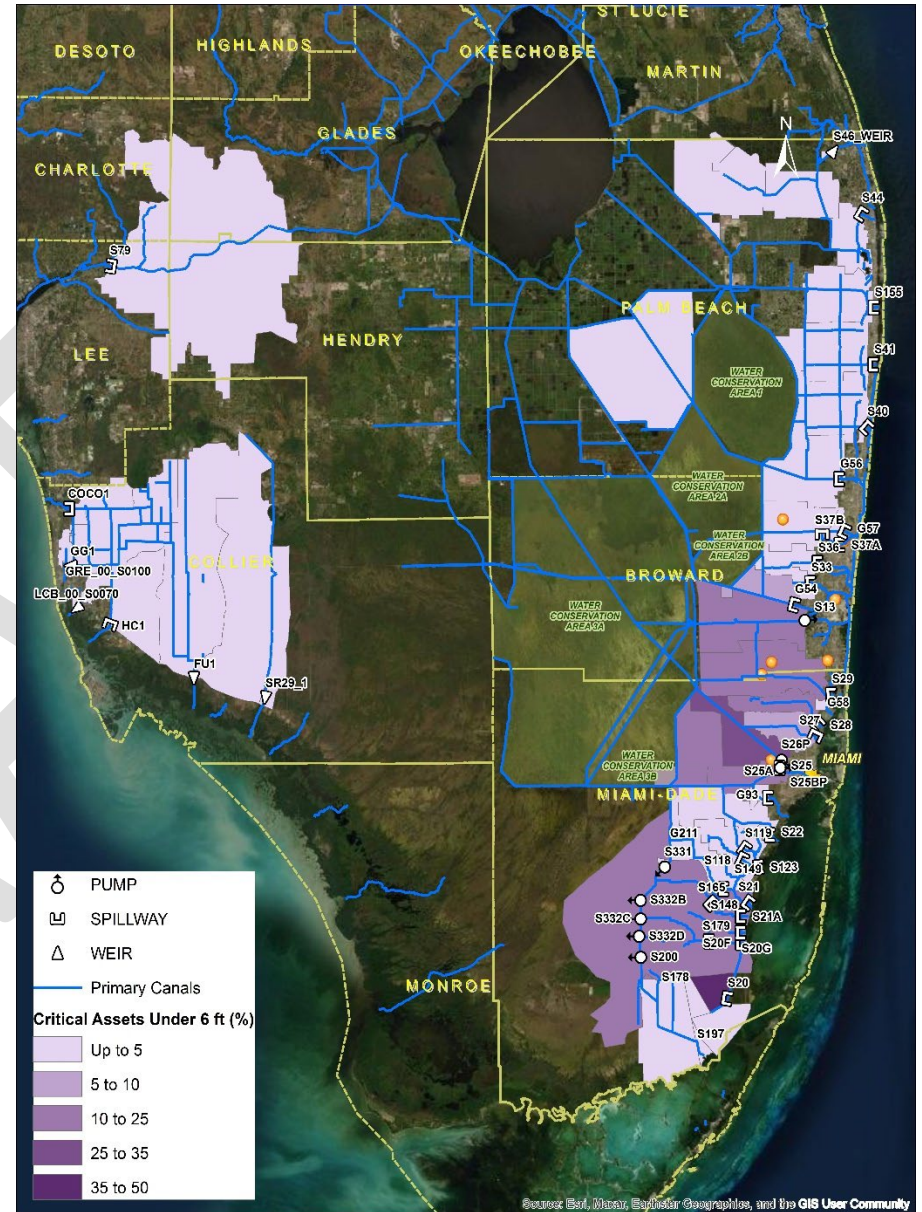 ST LUCIE
DESOTO
HIGHLANDS
OKEECHOBEE
MARTIN
GLADES
N
S46_WEIR
CHARLOTTE
S44
S79
S155
PALM BEACH
HENDRY
LEE
S41
WATER
CONSERVATION
AREA 1
S40
G56
WATER
CONSERVATION
AREA 2A
COCO1
S37B
G57
S37A
WATER
CONSERVATION
AREA 2B
S36
GG1
GRE_00_S0100
COLLIER
BROWARD
S33
LCB_00_S0070
G54
WATER
CONSERVATION
AREA 3A
S13
HC1
FU1
SR29_1
S29
G58
S27
S28
S26P
WATER
CONSERVATION
AREA 3B
S25
MIAMI
S25A
S25BP
MIAMI-DADE
G93
G211
S119
S22
S331
S118
S149
S123
S165
S21
S332B
S148
S21A
S332C
S179
S332D
S20F
S20G
S200
S178
MONROE
S20
S197
PUMP
SPILLWAY
WEIR
Primary Canals
Critical Assets Under 6 ft (%)
Up to 5
5 to 10
10 to 25
25 to 35
35 to 50
Source: Esri, Maxar, Earthstar Geographics, and the GIS User Community